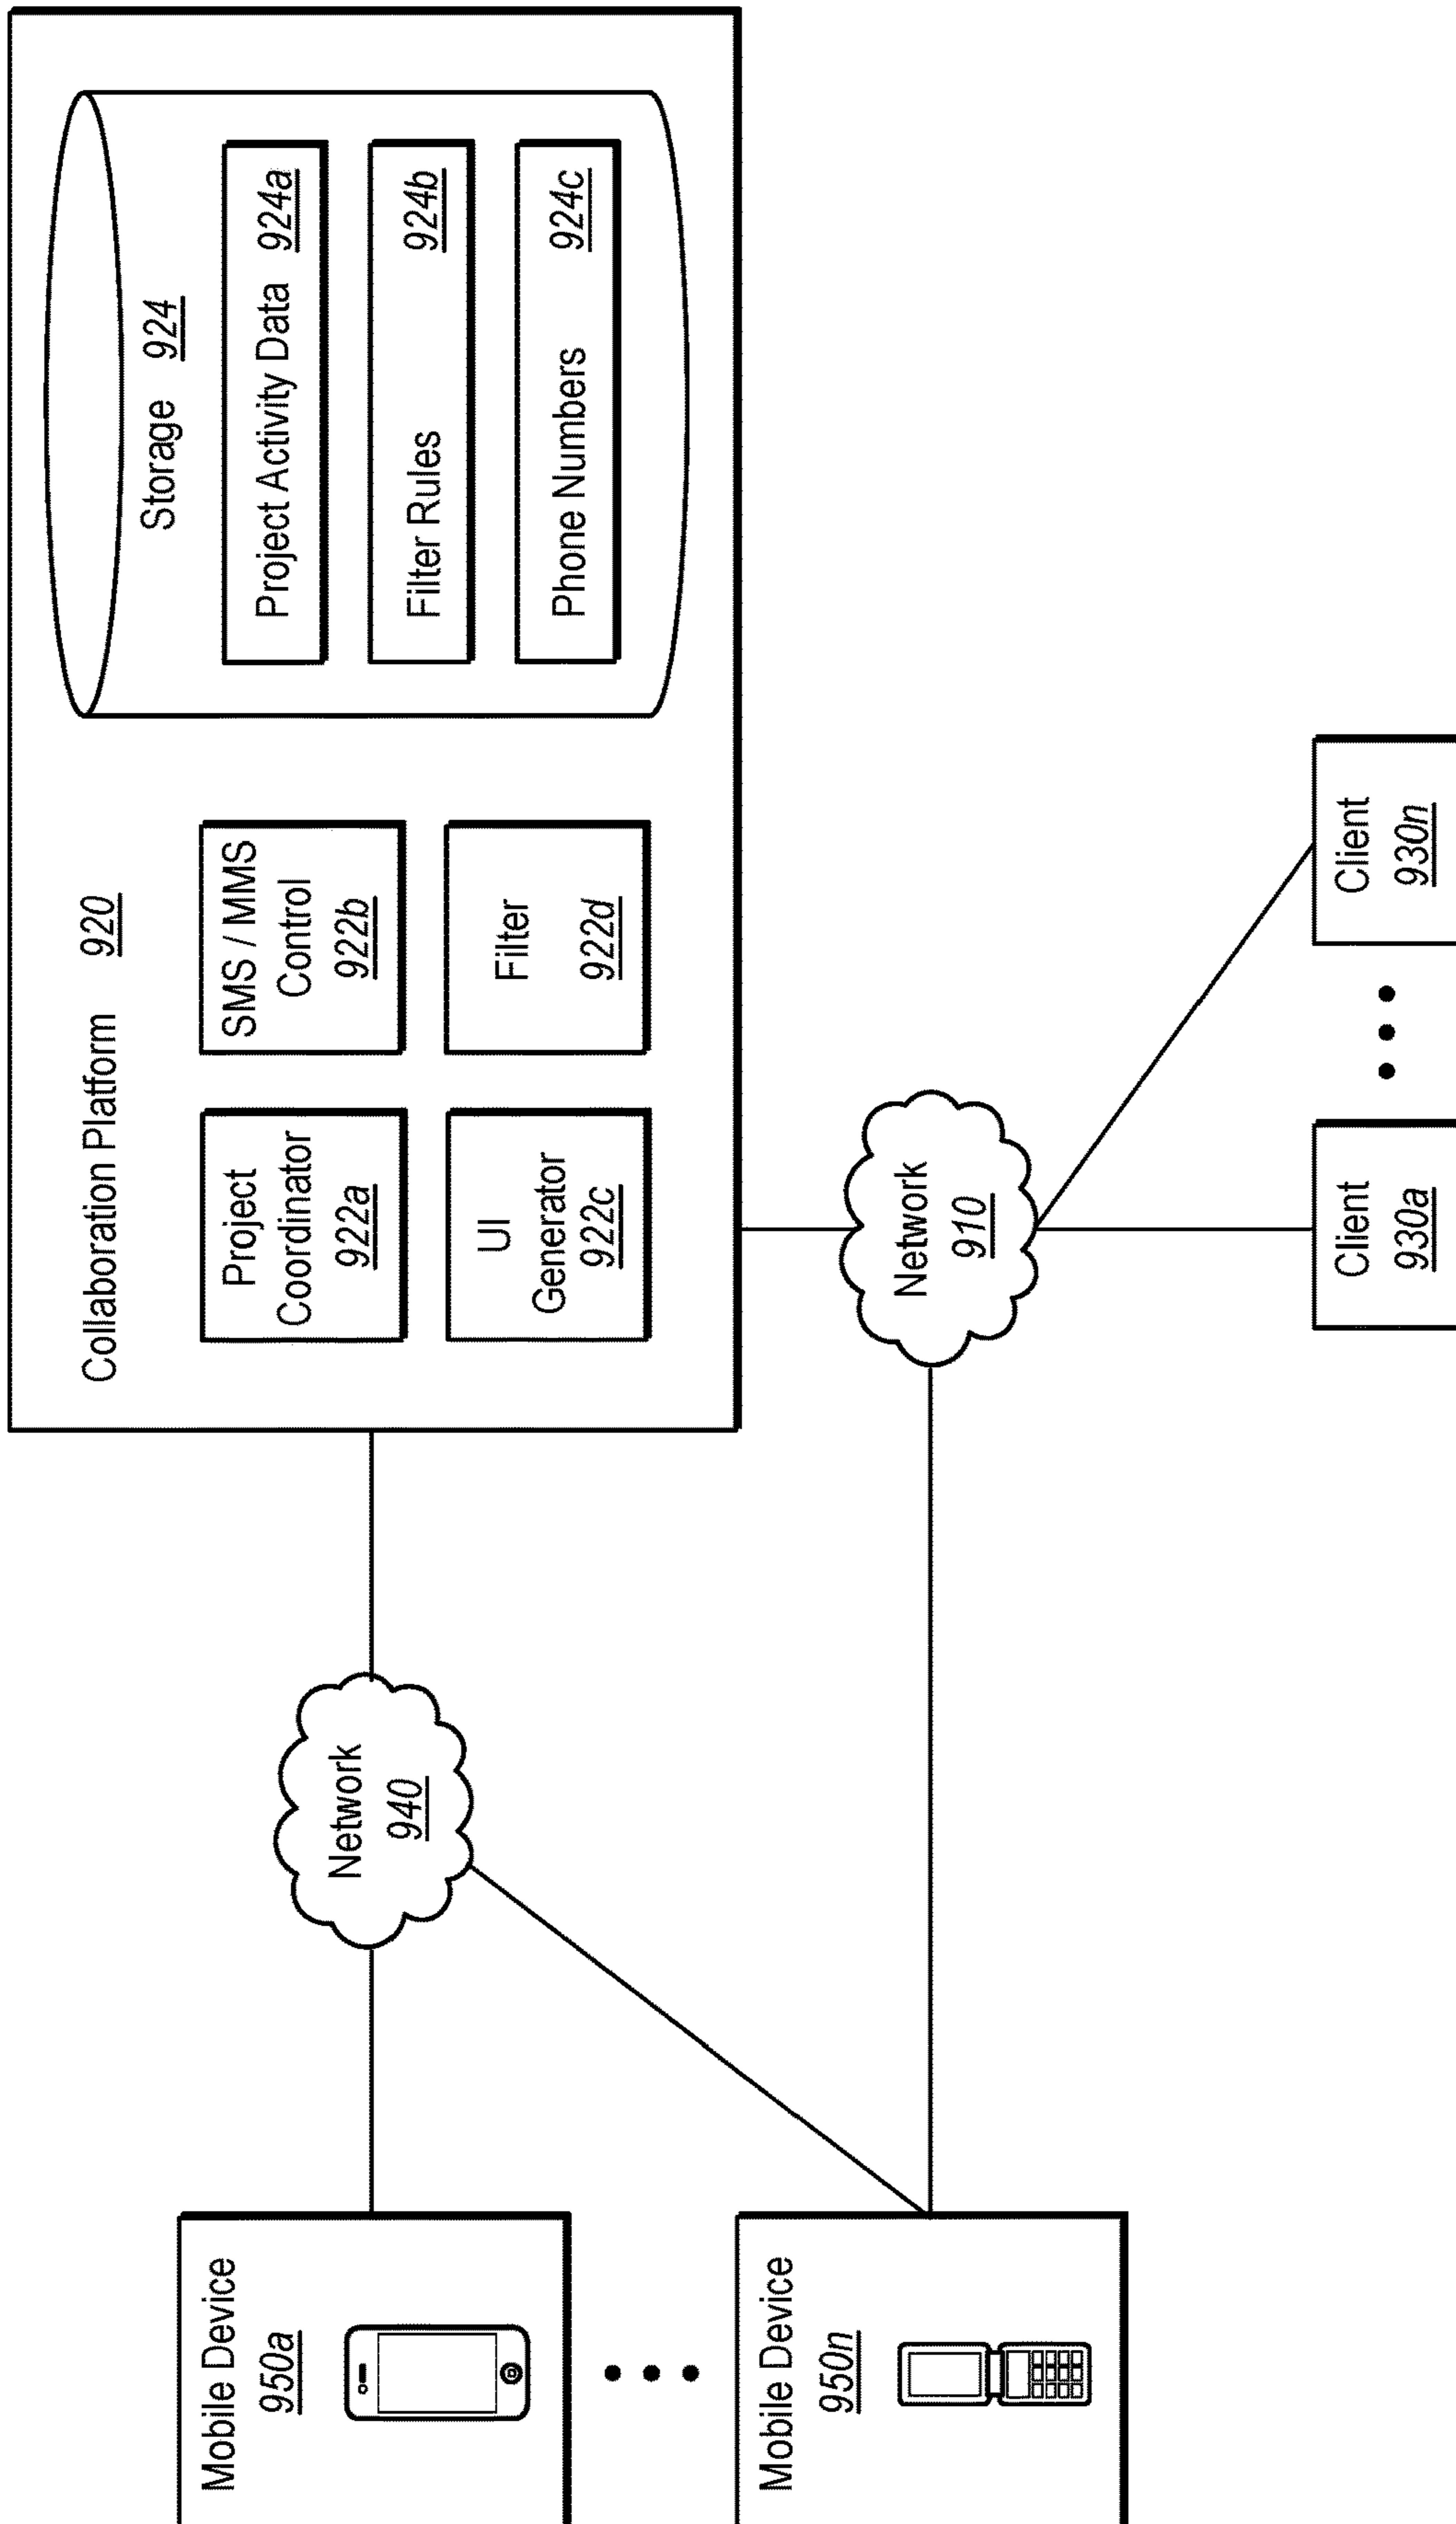 Collaboration Platform 920
Project
Coordinator
922a
SMS / MMS
Control
922b
UI
Generator
922c
Filter
922d
Storage 924
Project Activity Data 924a
Filter Rules 924b
Phone Numbers 924c
Mobile Device
950a
Network
940
Mobile Device
950n
Network
910
Client
930a
Client
930n